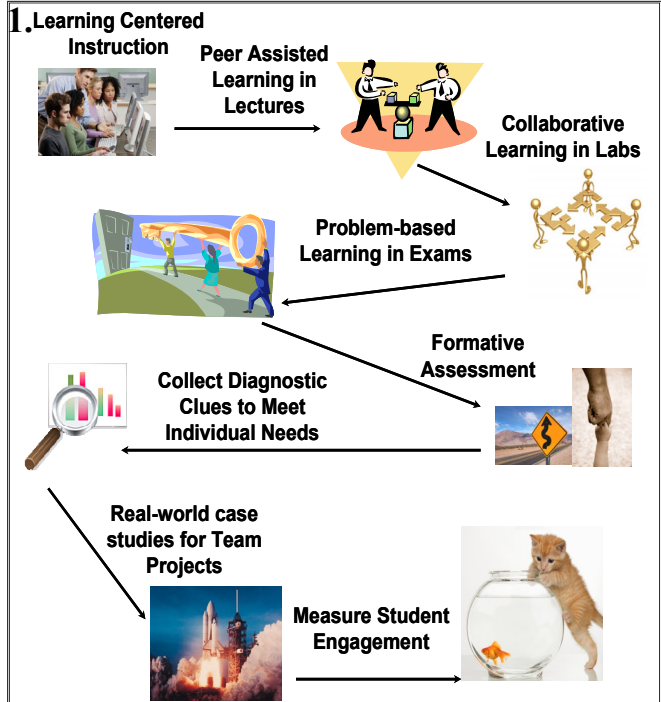 1. Learning Centered
Instruction
Peer Assisted
Learning in
Lectures
Collaborative
Learning in Labs
Problem-based
Learning in Exams
Formative
Assessment
Collect Diagnostic
Clues to Meet
Individual Needs
Real-world case
studies for Team
Projects
Measure Student
Engagement